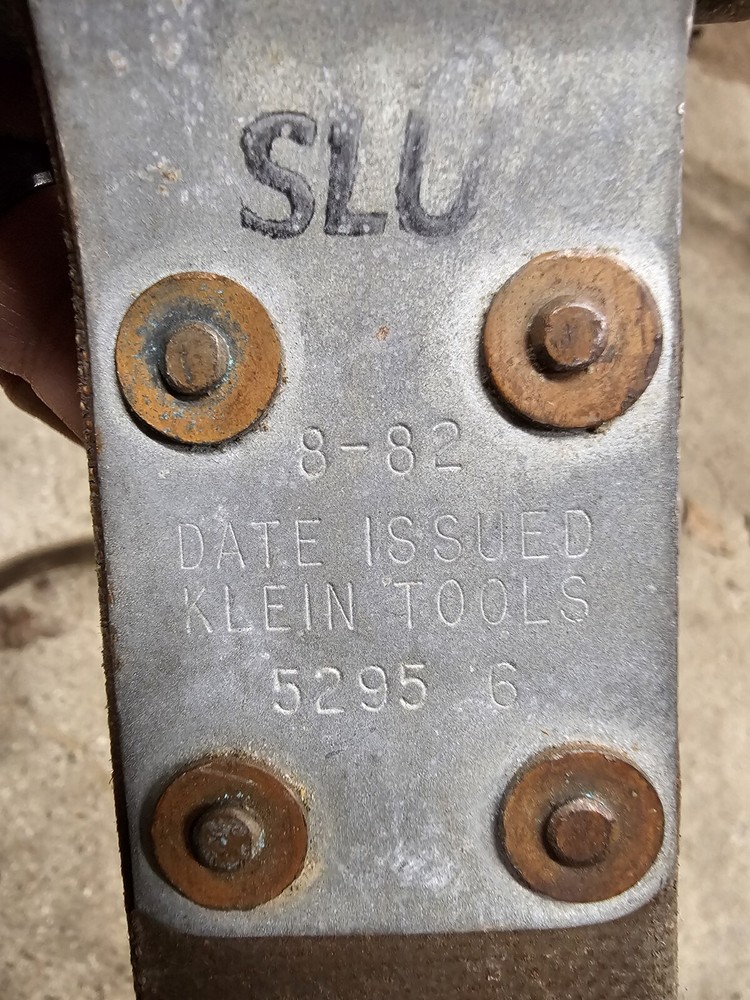 SLU
8-82
DATE ISSUED
KLEIN TOOLS
5295 6